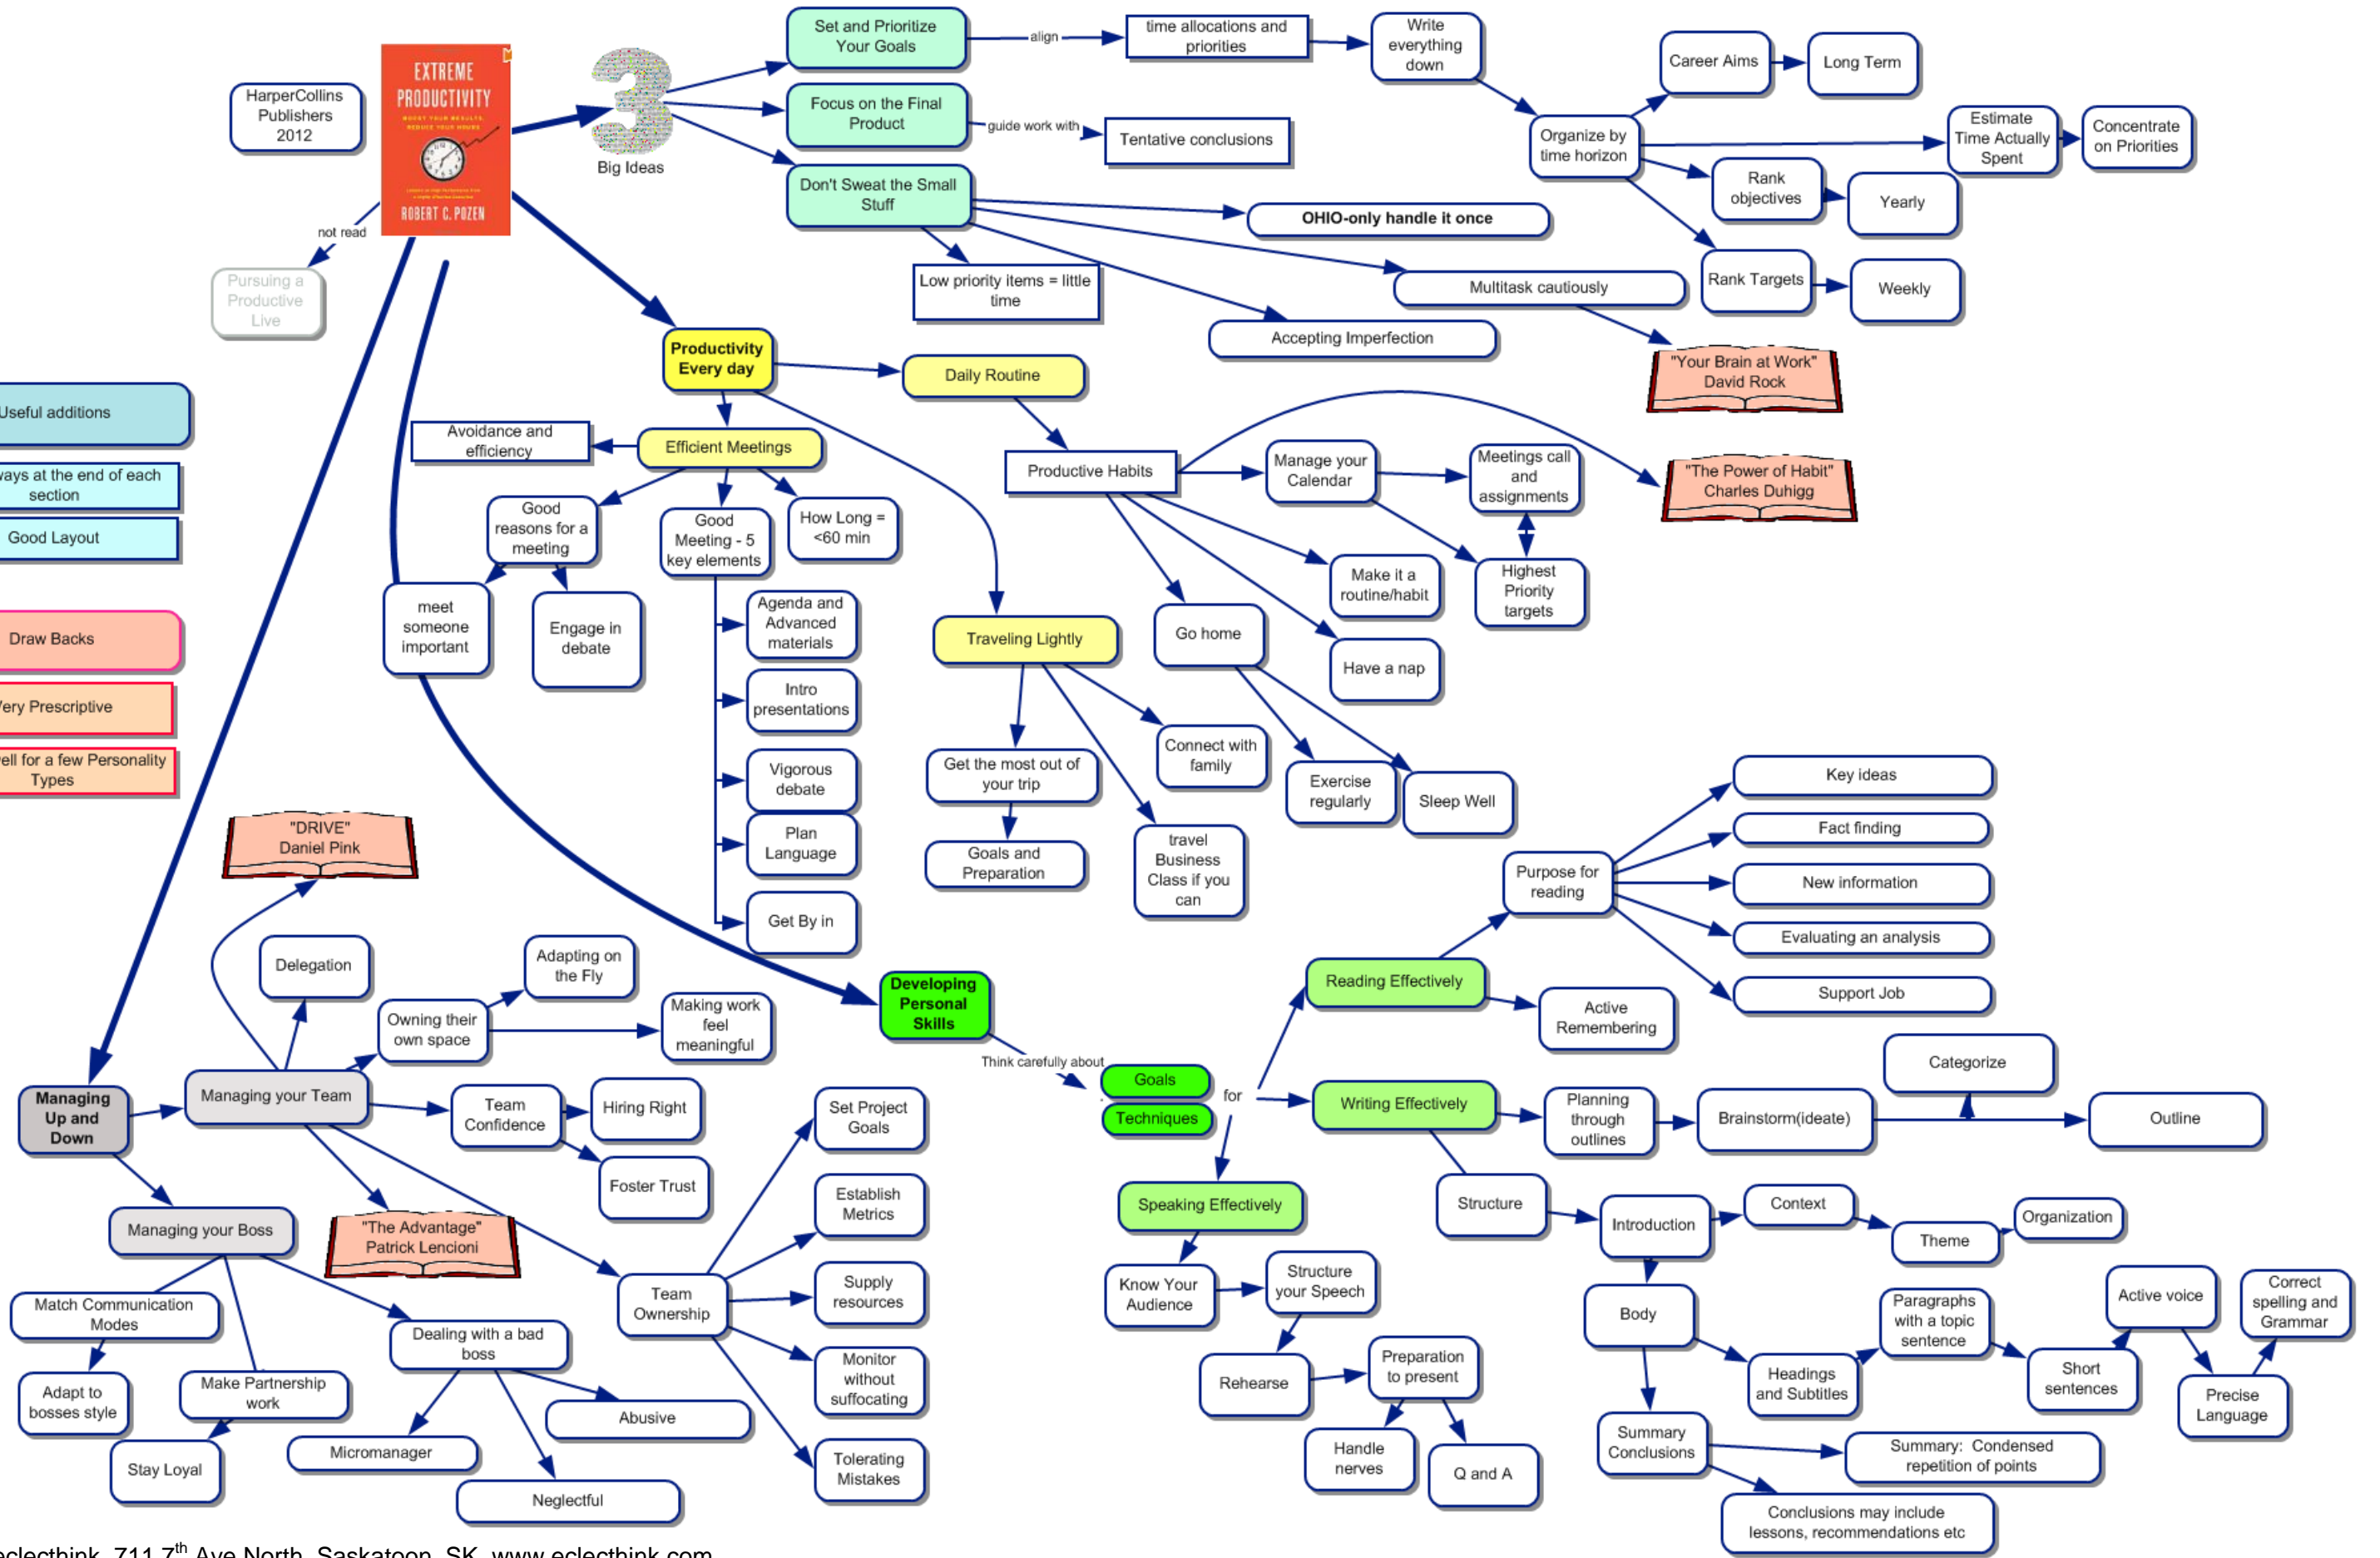 HarperCollins
Publishers
2012
EXTREME
PRODUCTIVITY
BOOST YOUR RESULTS,
REDUCE YOUR HOURS
ROBERT C. POZEN
3
Big Ideas
not read
Pursuing a
Productive
Live
Set and Prioritize
Your Goals
align
time allocations and
priorities
Write
everything
down
Organize by
time horizon
Career Aims
Long Term
Estimate
Time Actually
Spent
Concentrate
on Priorities
Rank
objectives
Yearly
Rank Targets
Weekly
Focus on the Final
Product
guide work with
Tentative conclusions
Don't Sweat the Small
Stuff
OHIO-only handle it once
Multitask cautiously
Low priority items = little
time
Accepting Imperfection
"Your Brain at Work"
David Rock
Productivity
Every day
Daily Routine
Productive Habits
Manage your
Calendar
Meetings call
and
assignments
Highest
Priority
targets
"The Power of Habit"
Charles Duhigg
Make it a
routine/habit
Have a nap
Go home
Exercise
regularly
Sleep Well
Efficient Meetings
Avoidance and
efficiency
Good
reasons for a
meeting
meet
someone
important
Engage in
debate
Good
Meeting - 5
key elements
How Long =
<60 min
Agenda and
Advanced
materials
Intro
presentations
Vigorous
debate
Plan
Language
Get By in
Traveling Lightly
Get the most out of
your trip
Goals and
Preparation
travel
Business
Class if you
can
Connect with
family
Useful additions
ways at the end of each
section
Good Layout
Draw Backs
Very Prescriptive
ell for a few Personality
Types
"DRIVE"
Daniel Pink
Delegation
Owning their
own space
Adapting on
the Fly
Making work
feel
meaningful
Managing
Up and
Down
Managing your Team
Team
Confidence
Hiring Right
Foster Trust
"The Advantage"
Patrick Lencioni
Team
Ownership
Set Project
Goals
Establish
Metrics
Supply
resources
Monitor
without
suffocating
Tolerating
Mistakes
Managing your Boss
Match Communication
Modes
Adapt to
bosses style
Make Partnership
work
Stay Loyal
Dealing with a bad
boss
Micromanager
Abusive
Neglectful
Developing
Personal
Skills
Think carefully about
Goals
Techniques
for
Reading Effectively
Purpose for
reading
Key ideas
Fact finding
New information
Evaluating an analysis
Support Job
Active
Remembering
Writing Effectively
Planning
through
outlines
Brainstorm(ideate)
Categorize
Outline
Structure
Introduction
Context
Theme
Organization
Body
Headings
and Subtitles
Paragraphs
with a topic
sentence
Short
sentences
Active voice
Precise
Language
Correct
spelling and
Grammar
Summary
Conclusions
Summary: Condensed
repetition of points
Conclusions may include
lessons, recommendations etc
Speaking Effectively
Know Your
Audience
Structure
your Speech
Rehearse
Preparation
to present
Handle
nerves
Q and A
eclecthink 711 7th Ave North, Saskatoon, SK, www.eclecthink.com